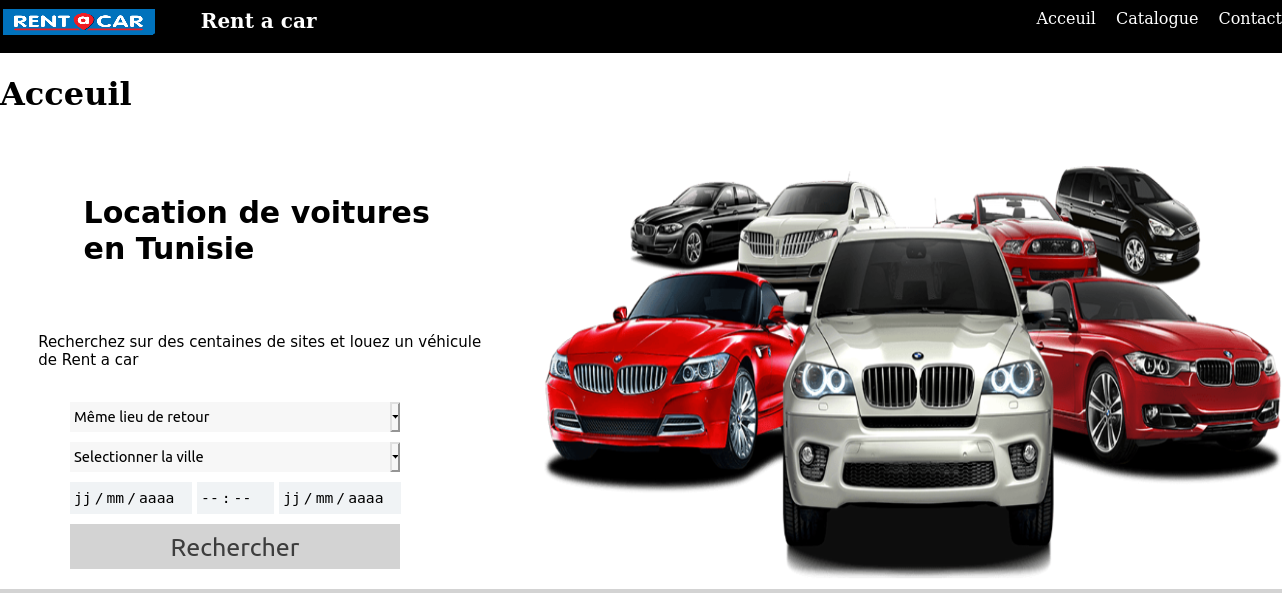 RENT a CAR
Rent a car
Acceuil Catalogue Contact
Acceuil
Location de voitures
en Tunisie
Recherchez sur des centaines de sites et louez un véhicule
de Rent a car
Même lieu de retour
Selectionner la ville
jj / mm / aaaa -- : -- jj / mm / aaaa
Rechercher